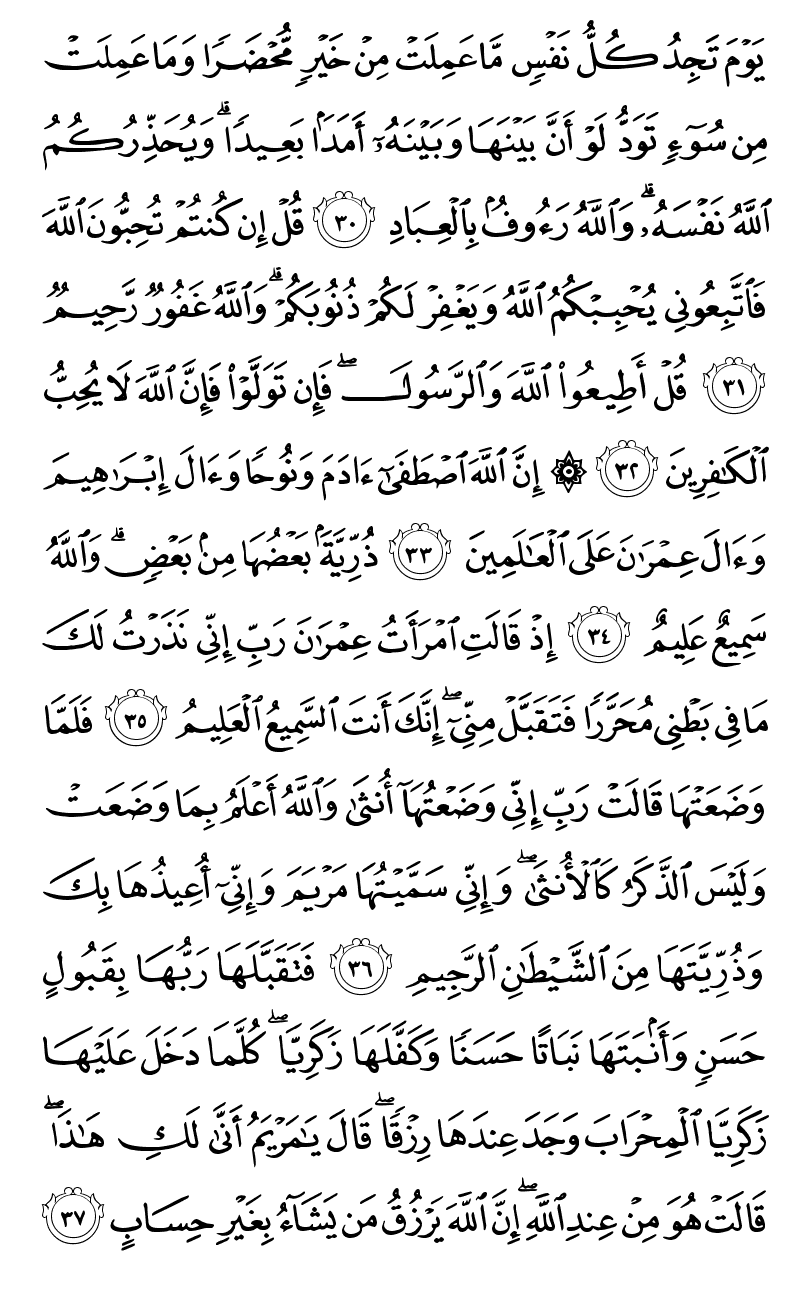 يَوۡمَ تَجِدُ كُلُّ نَفۡسٖ مَّا عَمِلَتۡ مِنۡ خَيۡرٖ مُّحۡضَرٗا وَمَا عَمِلَتۡ
مِن سُوٓءٖ تَوَدُّ لَوۡ أَنَّ بَيۡنَهَا وَبَيۡنَهُۥٓ أَمَدَۢا بَعِيدٗاۗ وَيُحَذِّرُكُمُ
ٱللَّهُ نَفۡسَهُۥۗ وَٱللَّهُ رَءُوفُۢ بِٱلۡعِبَادِ ٣٠ قُلۡ إِن كُنتُمۡ تُحِبُّونَ ٱللَّهَ
فَٱتَّبِعُونِي يُحۡبِبۡكُمُ ٱللَّهُ وَيَغۡفِرۡ لَكُمۡ ذُنُوبَكُمۡۗ وَٱللَّهُ غَفُورٞ رَّحِيمٞ
٣١ قُلۡ أَطِيعُواْ ٱللَّهَ وَٱلرَّسُولَۖ فَإِن تَوَلَّوۡاْ فَإِنَّ ٱللَّهَ لَا يُحِبُّ
ٱلۡكَٰفِرِينَ ٣٢ ۞ إِنَّ ٱللَّهَ ٱصۡطَفَىٰٓ ءَادَمَ وَنُوحٗا وَءَالَ إِبۡرَٰهِيمَ
وَءَالَ عِمۡرَٰنَ عَلَى ٱلۡعَٰلَمِينَ ٣٣ ذُرِّيَّةَۢ بَعۡضُهَا مِنۢ بَعۡضٖۗ وَٱللَّهُ
سَمِيعٌ عَلِيمٌ ٣٤ إِذۡ قَالَتِ ٱمۡرَأَتُ عِمۡرَٰنَ رَبِّ إِنِّي نَذَرۡتُ لَكَ
مَا فِي بَطۡنِي مُحَرَّرٗا فَتَقَبَّلۡ مِنِّيٓۖ إِنَّكَ أَنتَ ٱلسَّمِيعُ ٱلۡعَلِيمُ ٣٥ فَلَمَّا
وَضَعَتۡهَا قَالَتۡ رَبِّ إِنِّي وَضَعۡتُهَآ أُنثَىٰ وَٱللَّهُ أَعۡلَمُ بِمَا وَضَعَتۡ
وَلَيۡسَ ٱلذَّكَرُ كَٱلۡأُنثَىٰۖ وَإِنِّي سَمَّيۡتُهَا مَرۡيَمَ وَإِنِّيٓ أُعِيذُهَا بِكَ
وَذُرِّيَّتَهَا مِنَ ٱلشَّيۡطَٰنِ ٱلرَّجِيمِ ٣٦ فَتَقَبَّلَهَا رَبُّهَا بِقَبُولٍ
حَسَنٖ وَأَنۢبَتَهَا نَبَاتًا حَسَنٗا وَكَفَّلَهَا زَكَرِيَّاۖ كُلَّمَا دَخَلَ عَلَيۡهَا
زَكَرِيَّا ٱلۡمِحۡرَابَ وَجَدَ عِندَهَا رِزۡقٗاۖ قَالَ يَٰمَرۡيَمُ أَنَّىٰ لَكِ هَٰذَاۖ
قَالَتۡ هُوَ مِنۡ عِندِ ٱللَّهِۖ إِنَّ ٱللَّهَ يَرۡزُقُ مَن يَشَآءُ بِغَيۡرِ حِسَابٍ ٣٧